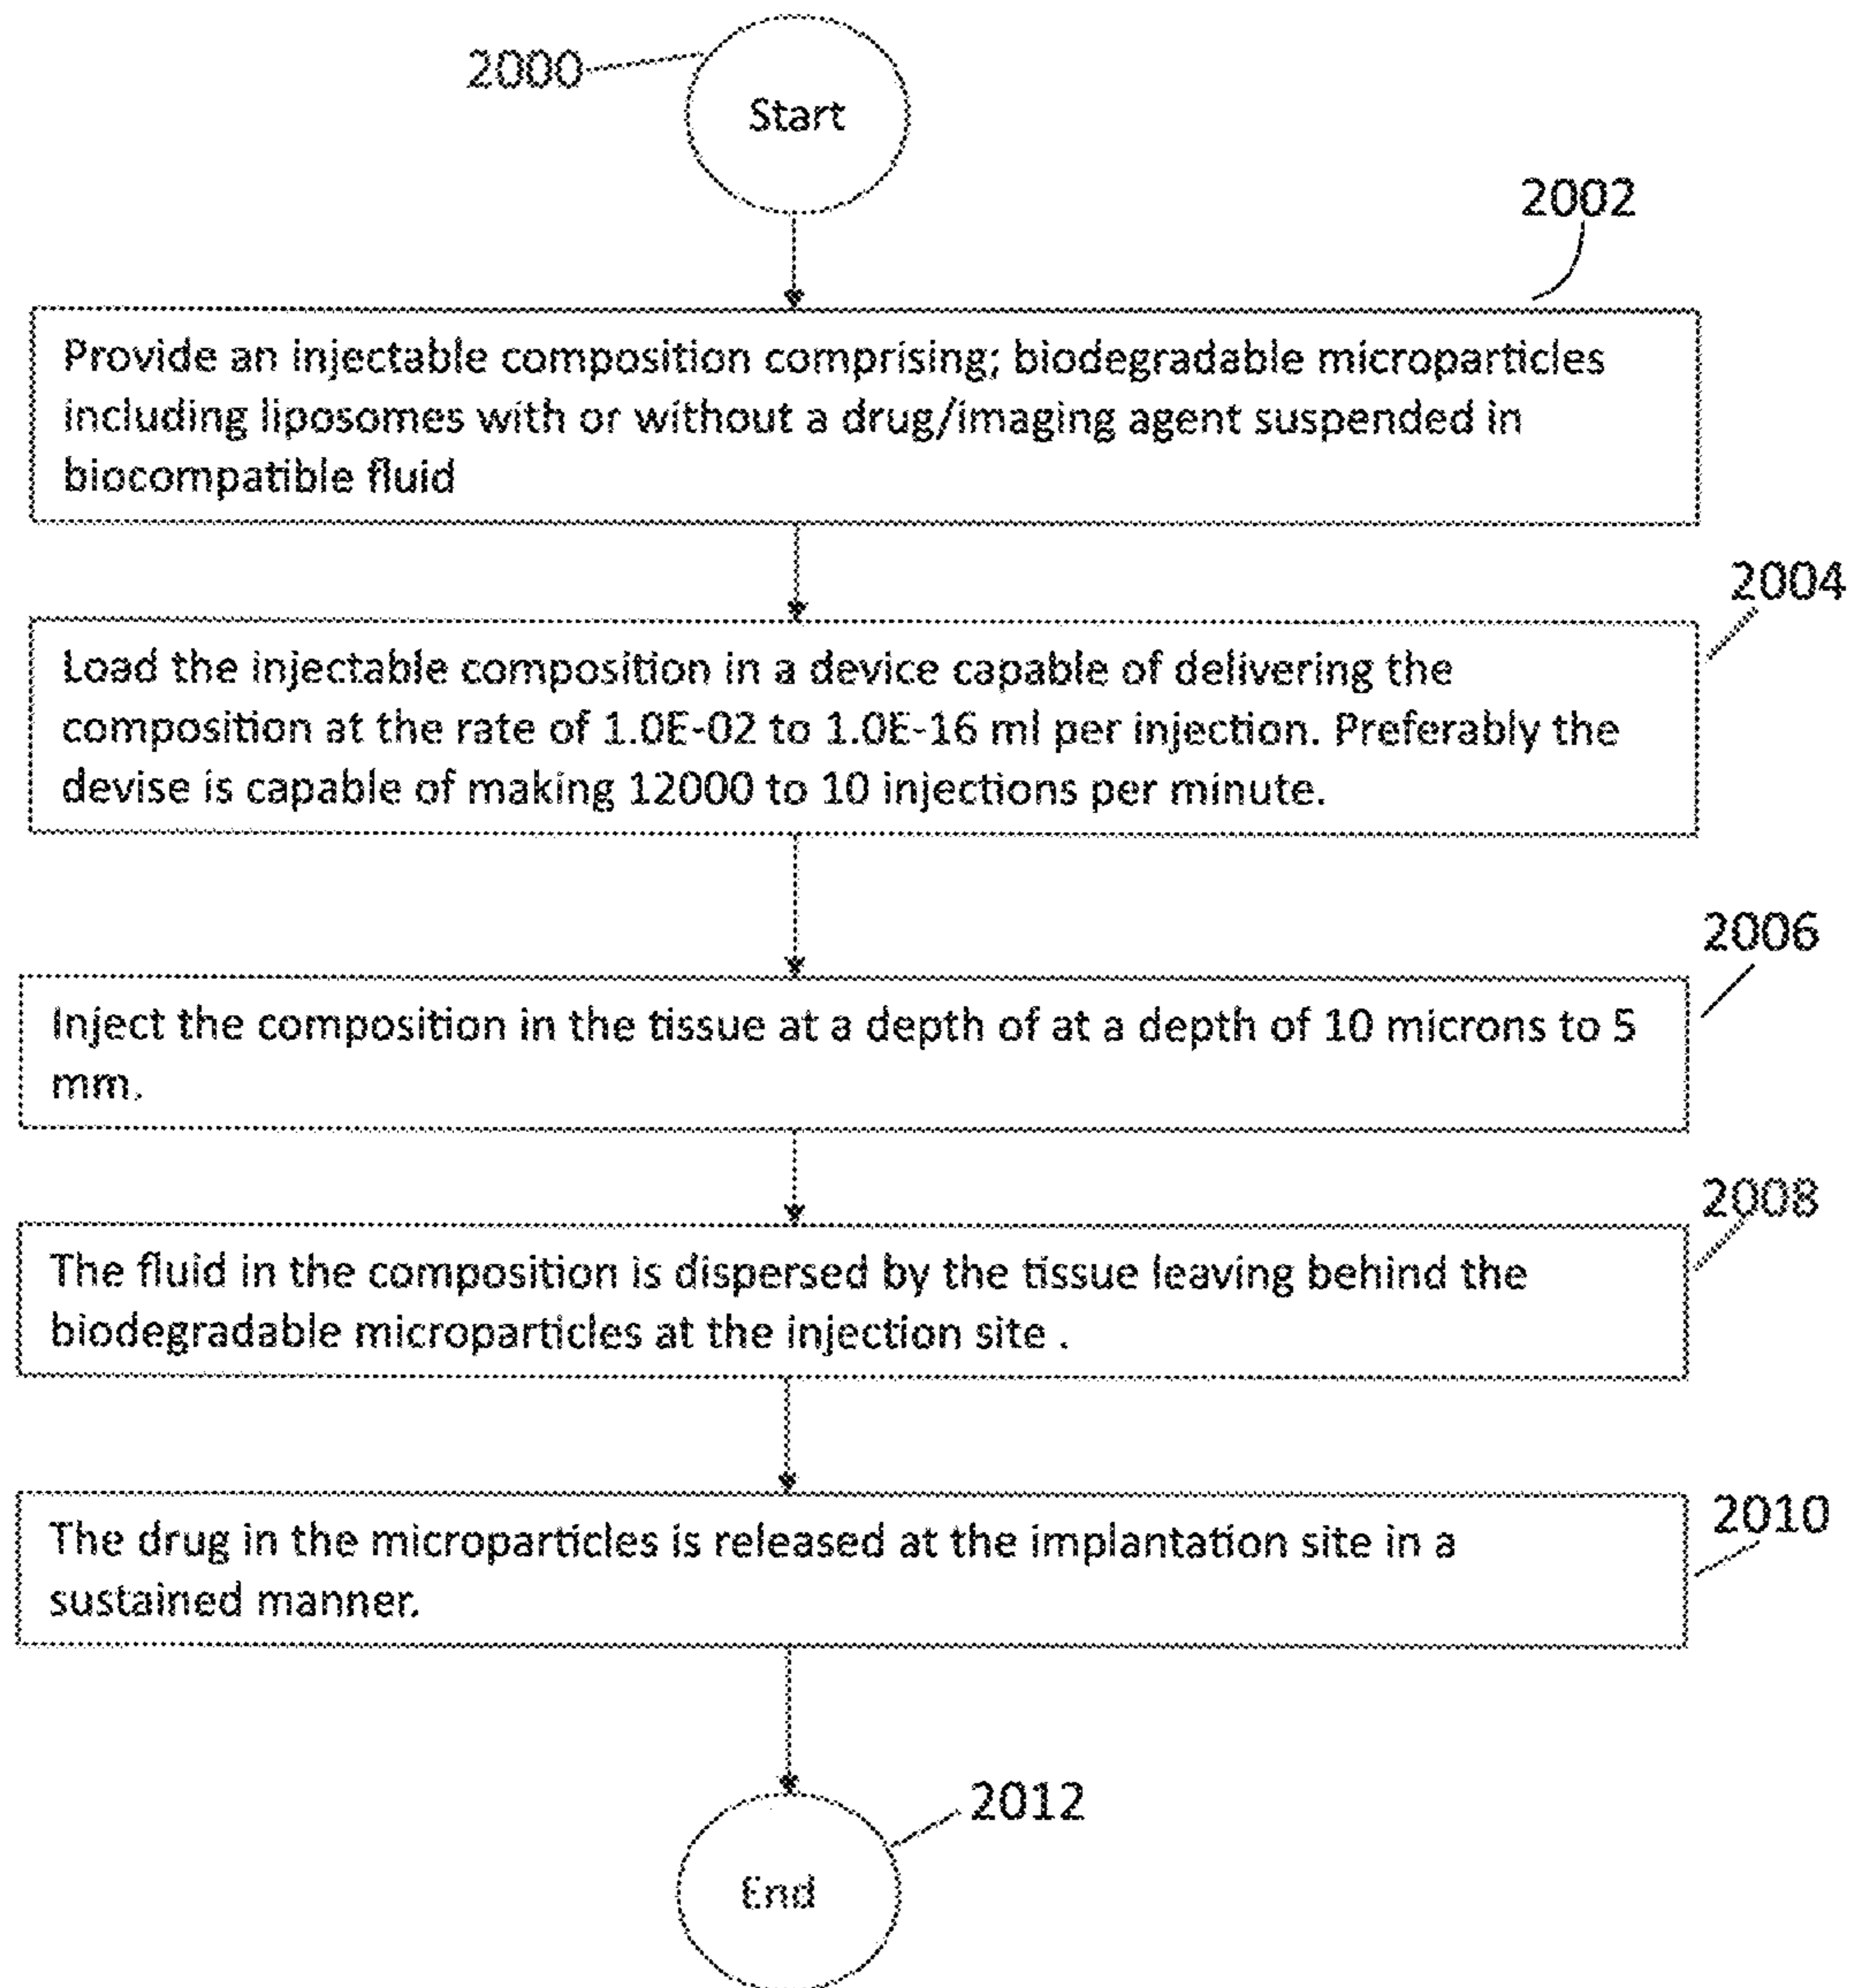 2000
Start
2002
Provide an injectable composition comprising; biodegradable microparticles
including liposomes with or without a drug/imaging agent suspended in
biocompatible fluid
2004
Load the injectable composition in a device capable of delivering the
composition at the rate of 1.0E-02 to 1.0E-16 ml per injection. Preferably the
devise is capable of making 12000 to 10 injections per minute.
2006
Inject the composition in the tissue at a depth of at a depth of 10 microns to 5
mm.
2008
The fluid in the composition is dispersed by the tissue leaving behind the
biodegradable microparticles at the injection site .
2010
The drug in the microparticles is released at the implantation site in a
sustained manner.
2012
End